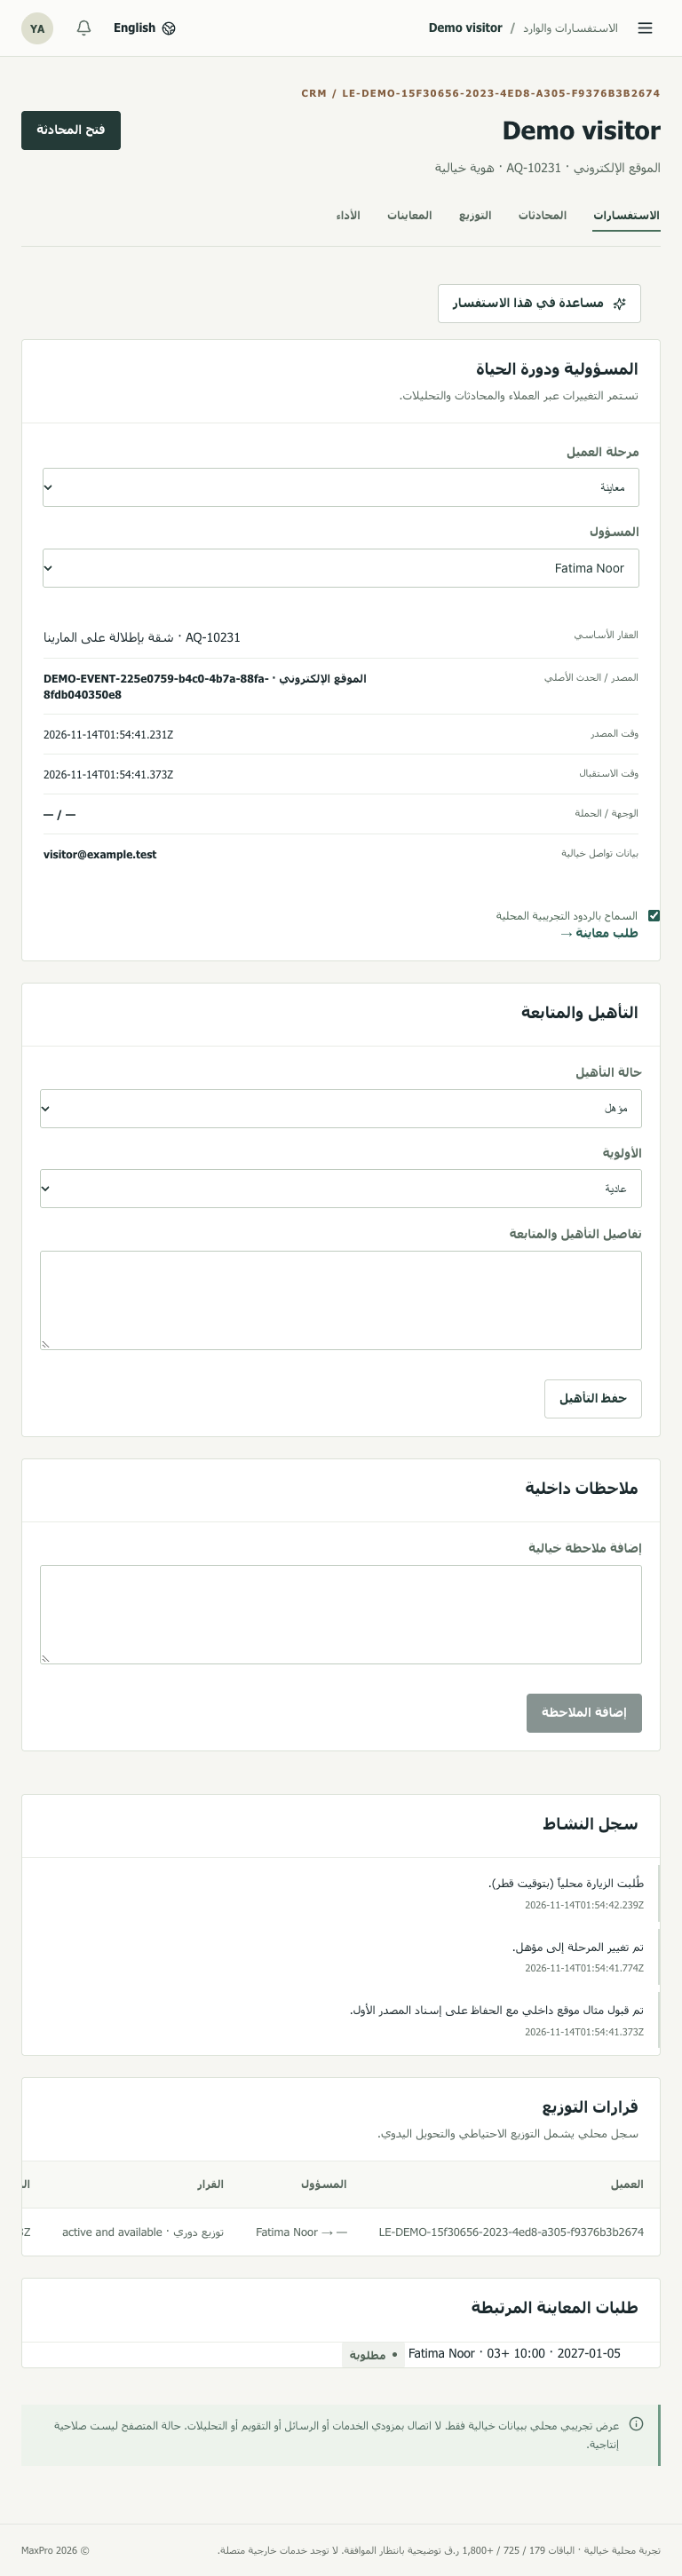 الاستفسارات والوارد / Demo visitor
English
YA
CRM / LE-DEMO-15F30656-2023-4ED8-A305-F9376B3B2674
Demo visitor
فتح المحادثة
الموقع الإلكتروني · AQ-10231 · هوية خيالية
الاستفسارات
المحادثات
التوزيع
المعاينات
الأداء
مساعدة في هذا الاستفسار
المسؤولية ودورة الحياة
تستمر التغييرات عبر العملاء والمحادثات والتحليلات.
مرحلة العميل
معاينة
المسؤول
Fatima Noor
العقار الأساسي
AQ-10231 · شقة بإطلالة على المارينا
المصدر / الحدث الأصلي
الموقع الإلكتروني · DEMO-EVENT-225e0759-b4c0-4b7a-88fa-
8fdb040350e8
وقت المصدر
2026-11-14T01:54:41.231Z
وقت الاستقبال
2026-11-14T01:54:41.373Z
الوجهة / الحملة
— / —
بيانات تواصل خيالية
visitor@example.test
السماح بالردود التجريبية المحلية
طلب معاينة →
التأهيل والمتابعة
حالة التأهيل
مؤهل
الأولوية
عادية
تفاصيل التأهيل والمتابعة
حفظ التأهيل
ملاحظات داخلية
إضافة ملاحظة خيالية
إضافة الملاحظة
سجل النشاط
طُلبت الزيارة محلياً (بتوقيت قطر).
2026-11-14T01:54:42.239Z
تم تغيير المرحلة إلى مؤهل.
2026-11-14T01:54:41.774Z
تم قبول مثال موقع داخلي مع الحفاظ على إسناد المصدر الأول.
2026-11-14T01:54:41.373Z
قرارات التوزيع
سجل محلي يشمل التوزيع الاحتياطي والتحويل اليدوي.
العميل
المسؤول
القرار
LE-DEMO-15f30656-2023-4ed8-a305-f9376b3b2674
— → Fatima Noor
توزيع دوري · active and available
طلبات المعاينة المرتبطة
2027-01-05 · 10:00 +03 · Fatima Noor
• مطلوبة
عرض تجريبي محلي ببيانات خيالية فقط. لا اتصال بمزودي الخدمات أو الرسائل أو التقويم أو التحليلات. حالة المتصفح ليست صلاحية
إنتاجية.
تجربة محلية خيالية · الباقات 179 / 725 / +1,800 ر.ق توضيحية بانتظار الموافقة. لا توجد خدمات خارجية متصلة.
© 2026 MaxPro